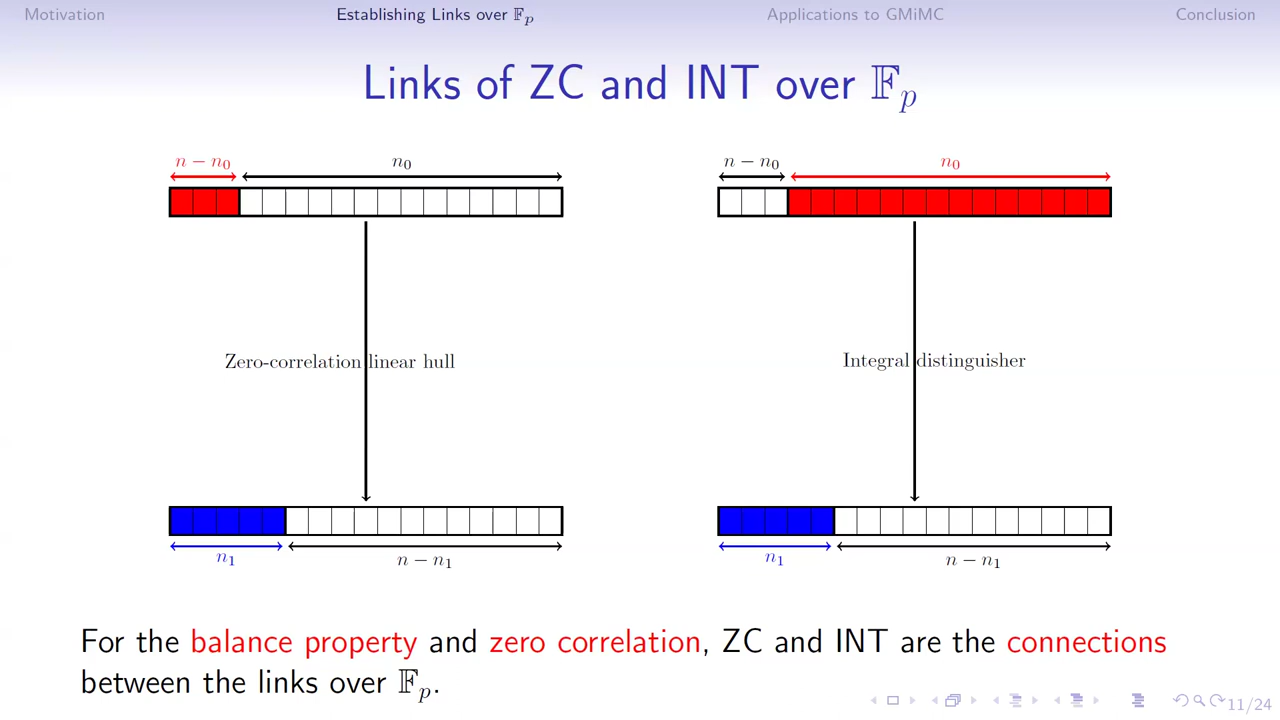 Motivation Establishing Links over 𝔽p Applications to GMiMC Conclusion
Links of ZC and INT over 𝔽p
n − n0 n0 n − n0 n0
Zero-correlation linear hull Integral distinguisher
n1 n − n1 n1 n − n1
For the balance property and zero correlation, ZC and INT are the connections
between the links over 𝔽p.
11/24